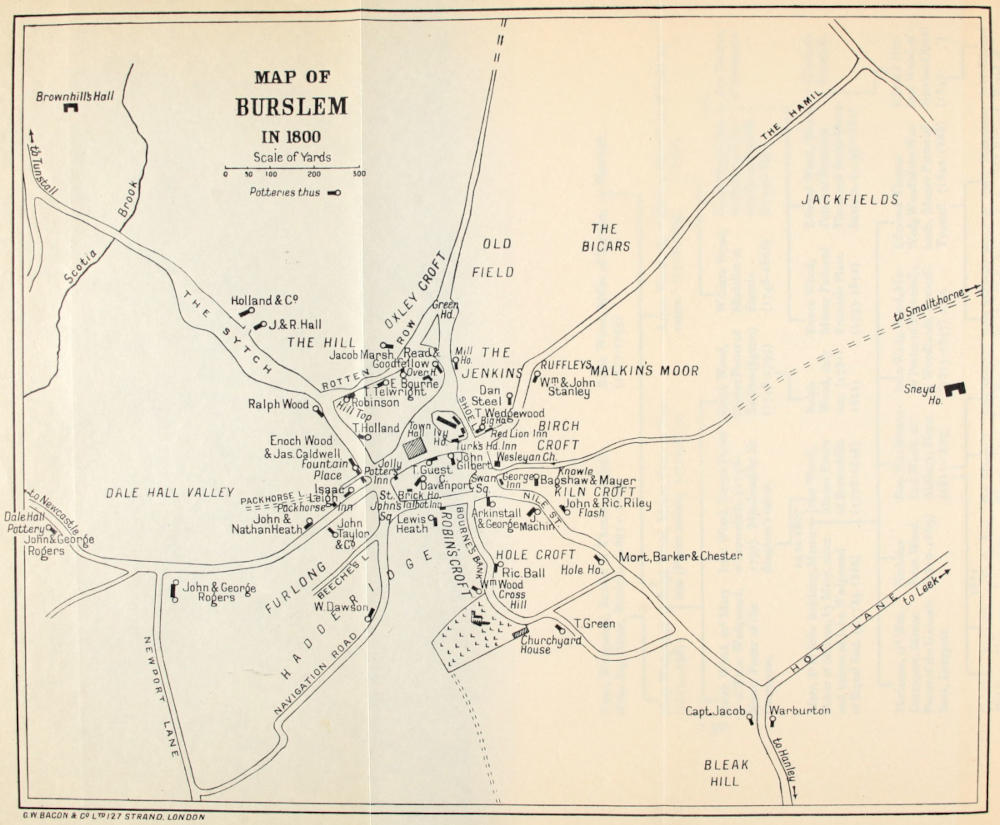 MAP OF
BURSLEM
IN 1800
Scale of Yards
0 50 100 200 300
Potteries thus
Brownhill's Hall
to Tunstall
Scotia Brook
THE HAMIL
JACKFIELDS
THE
BICARS
OLD
FIELD
OXLEY CROFT
to Smallthorne
THE SYTCH
Holland & Co
J. & R. Hall
THE HILL
Green
Hd.
ROTTEN ROW
Jacob Marsh
Read &
Goodfellow
Over H.
Mill
Ho.
THE
JENKINS
RUFFLEYS
Wm & John
Stanley
MALKIN'S MOOR
Sneyd
Ho.
E. Bourne
T. Telwright
Robinson
Hill Top
Ralph Wood
T. Holland
Town
Hall
Ivy
Ho.
SHOE L.
Dan
Steel
T. Wedgewood
Big Ho.
Red Lion Inn
Turk's Hd. Inn
BIRCH
CROFT
Wesleyan Ch.
Enoch Wood
& Jas. Caldwell
Fountain
Place
Jolly
Potters
Inn
T. Guest
John
Gilbert
C.
Davenport
Swan
Sq.
George
Inn
Knowle
Bagshaw & Mayer
KILN CROFT
DALE HALL VALLEY
PACKHORSE L.
Isaac
Leigh
Packhorse Inn
St.
John's
Sq.
Brick Ho.
Talbot Inn
NILE ST.
John & Ric. Riley
Flash
to Newcastle
Dale Hall
Pottery
John & George
Rogers
John &
Nathan Heath
John
Taylor
& Co
Lewis
Heath
ROBIN'S CROFT
BOURNE'S BANK
Arkinstall
& George
J.
Machin
HOLE CROFT
Hole Ho.
Mort, Barker & Chester
John & George
Rogers
FURLONG
BEECHES L.
HADDERIDGE
Ric. Ball
Wm Wood
Cross
Hill
W. Dawson
T. Green
Churchyard
House
NEWPORT LANE
NAVIGATION ROAD
HOT LANE
to Leek
Capt. Jacob
Warburton
to Hanley
BLEAK
HILL
G.W. BACON & CO LTD 127 STRAND, LONDON